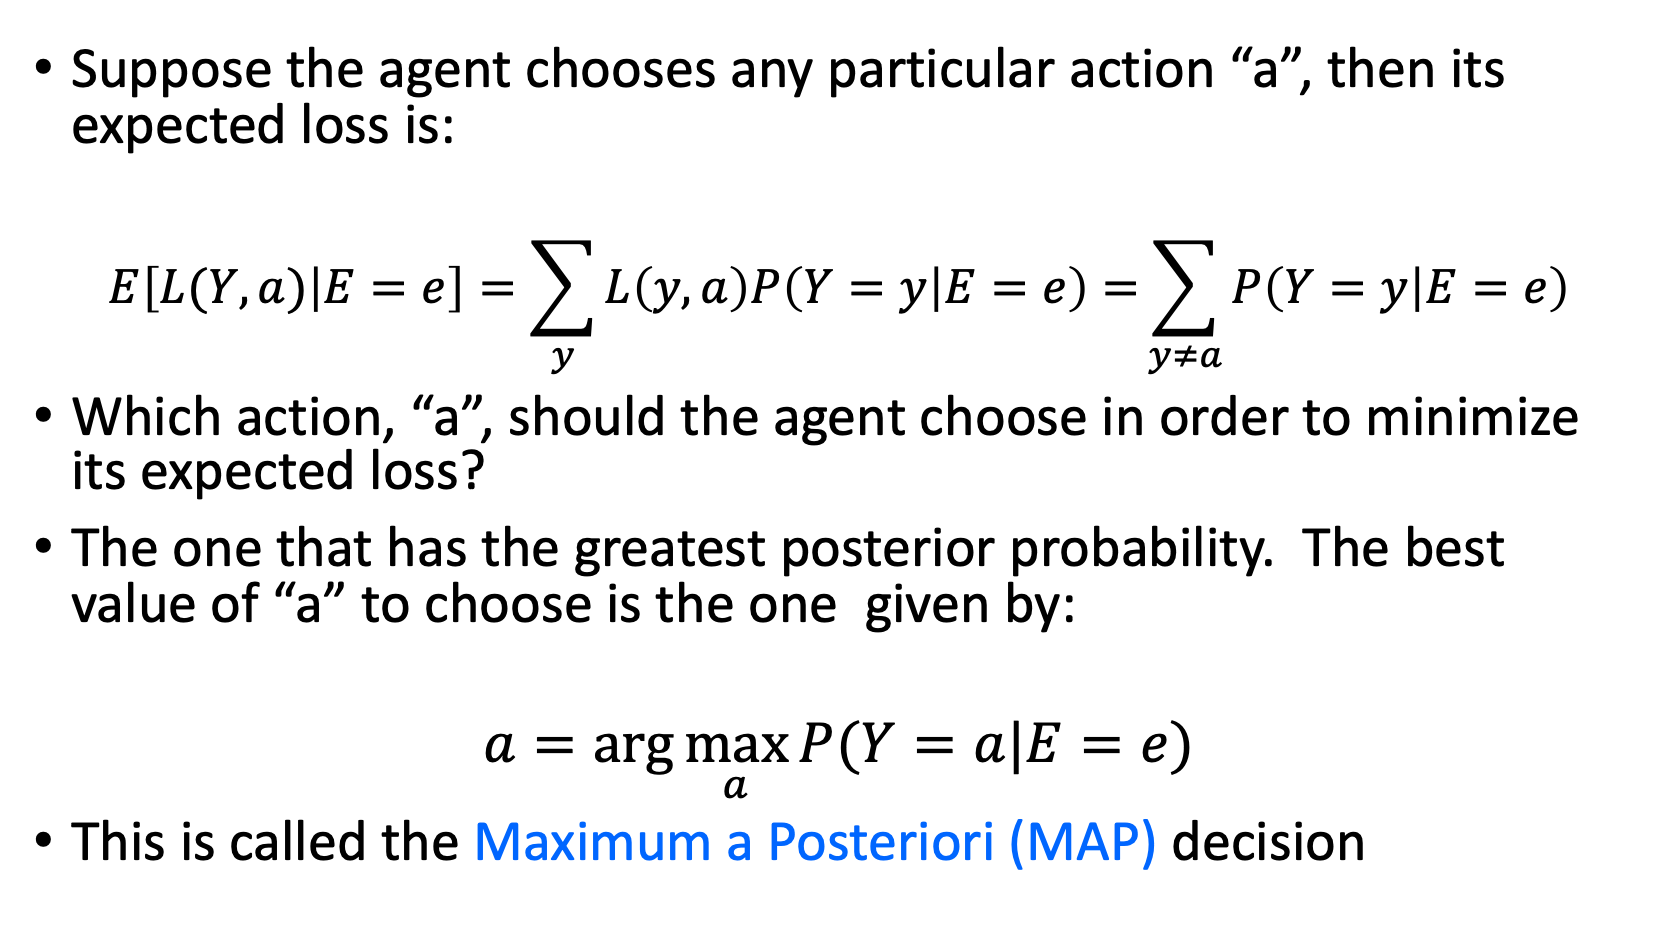 • Suppose the agent chooses any particular action “a”, then its
expected loss is:
E[L(Y, a)|E = e] = ∑_y L(y, a)P(Y = y|E = e) = ∑_{y≠a} P(Y = y|E = e)
• Which action, “a”, should the agent choose in order to minimize
its expected loss?
• The one that has the greatest posterior probability.  The best
value of “a” to choose is the one  given by:
a = arg max_a P(Y = a|E = e)
• This is called the Maximum a Posteriori (MAP) decision